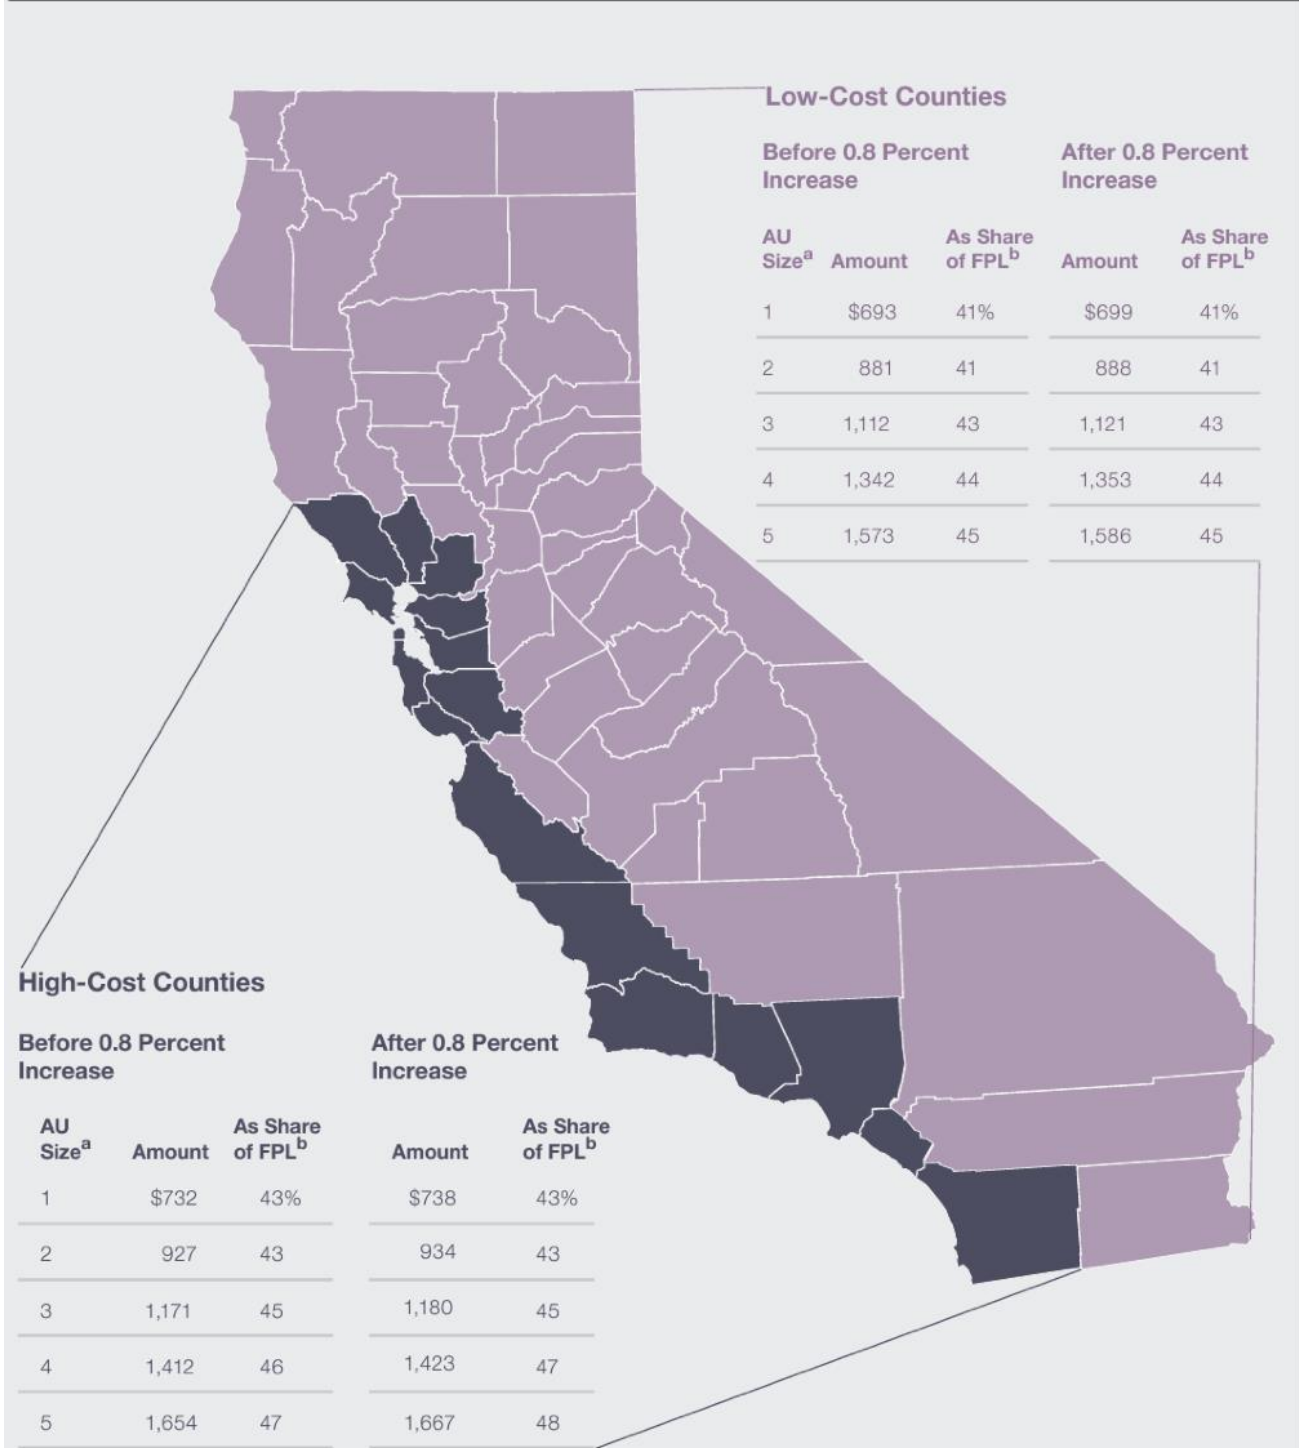 Low-Cost Counties
Before 0.8 Percent Increase
After 0.8 Percent Increase
AU Sizeᵃ Amount As Share of FPLᵇ Amount As Share of FPLᵇ
1 $693 41% $699 41%
2 881 41 888 41
3 1,112 43 1,121 43
4 1,342 44 1,353 44
5 1,573 45 1,586 45
High-Cost Counties
Before 0.8 Percent Increase
After 0.8 Percent Increase
AU Sizeᵃ Amount As Share of FPLᵇ Amount As Share of FPLᵇ
1 $732 43% $738 43%
2 927 43 934 43
3 1,171 45 1,180 45
4 1,412 46 1,423 47
5 1,654 47 1,667 48